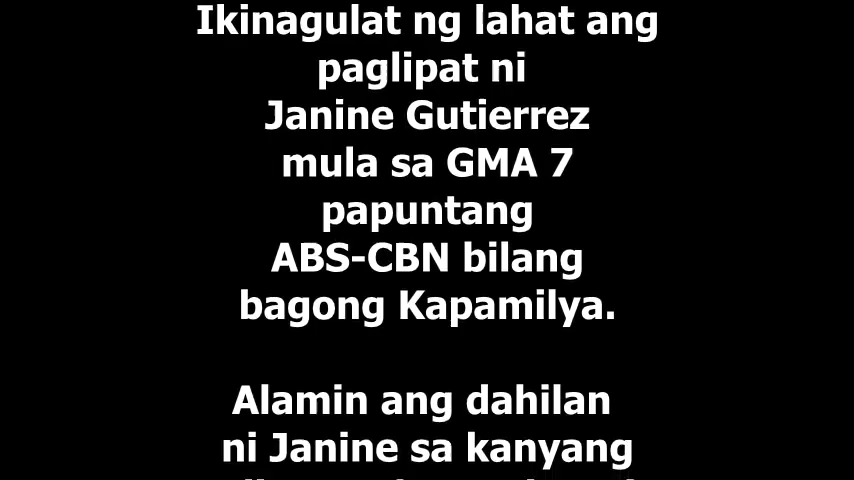 Ikinagulat ng lahat ang
paglipat ni
Janine Gutierrez
mula sa GMA 7
papuntang
ABS-CBN bilang
bagong Kapamilya.
Alamin ang dahilan
ni Janine sa kanyang